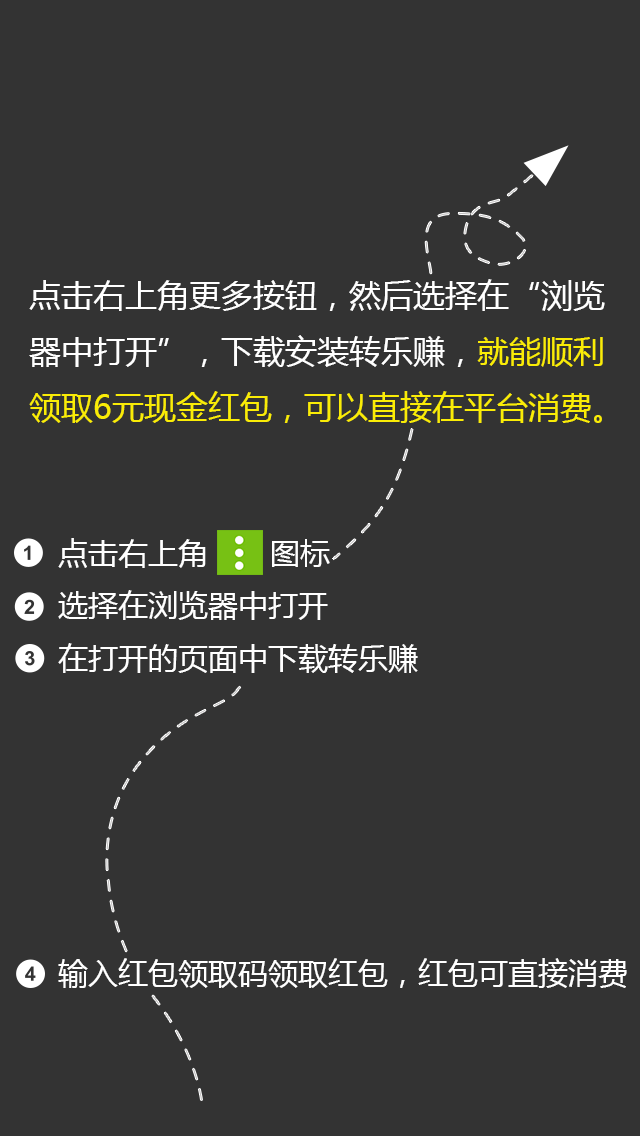 点击右上角更多按钮，然后选择在“浏览
器中打开”，下载安装转乐赚，就能顺利
领取6元现金红包，可以直接在平台消费。
1 点击右上角 图标
2 选择在浏览器中打开
3 在打开的页面中下载转乐赚
4 输入红包领取码领取红包，红包可直接消费